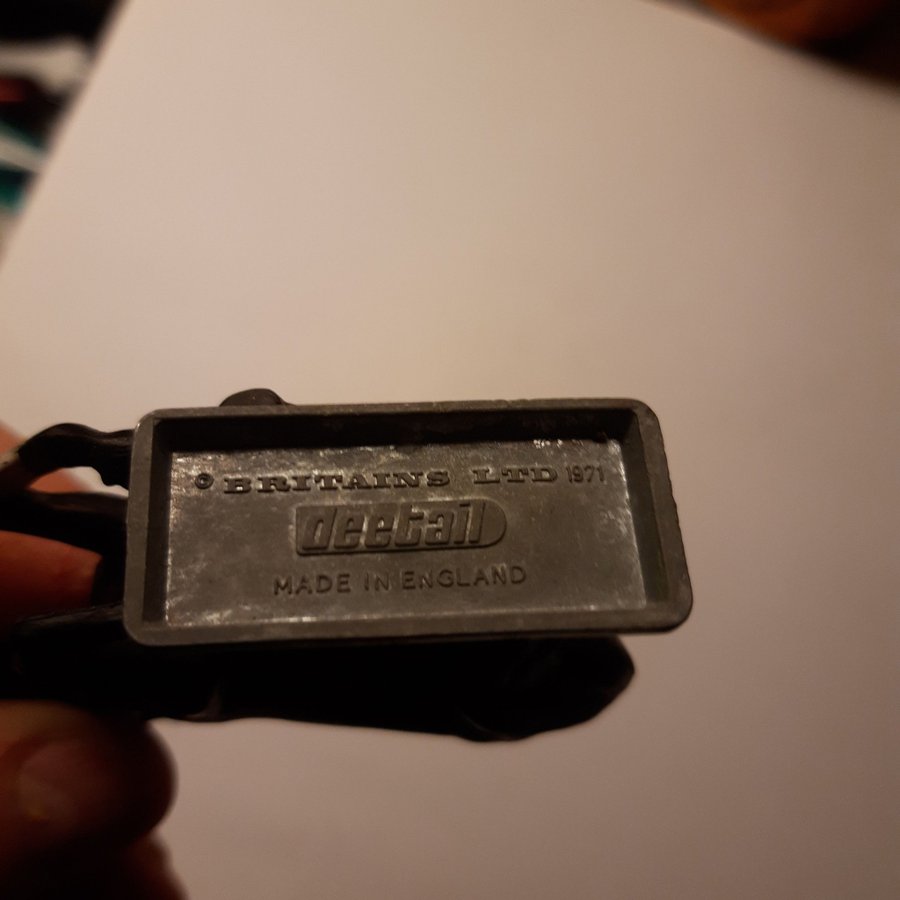 © BRITAINS LTD 1971
deetail
MADE IN ENGLAND